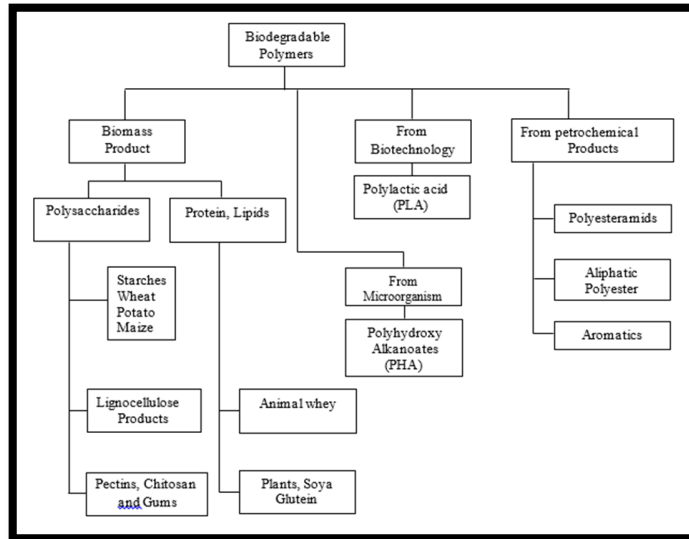 Biodegradable
Polymers
Biomass
Product
From
Biotechnology
From petrochemical
Products
Polysaccharides
Protein, Lipids
Polylactic acid
(PLA)
Polyesteramids
Starches
Wheat
Potato
Maize
From
Microorganism
Aliphatic
Polyester
Polyhydroxy
Alkanoates
(PHA)
Aromatics
Lignocellulose
Products
Animal whey
Pectins, Chitosan
and Gums
Plants, Soya
Glutein